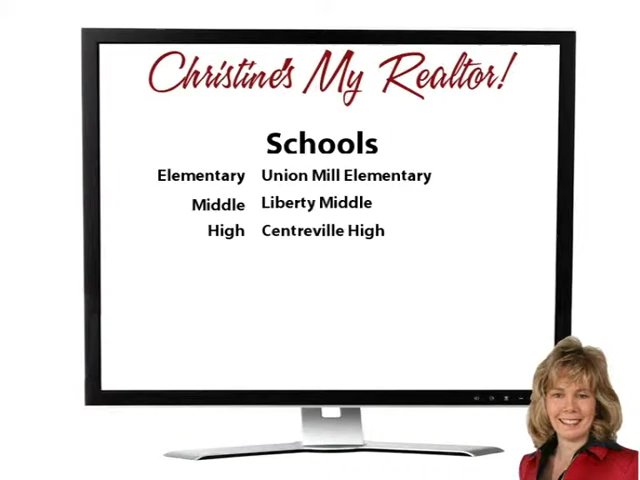 Christine's My Realtor!
Schools
Elementary Union Mill Elementary
Middle Liberty Middle
High Centreville High